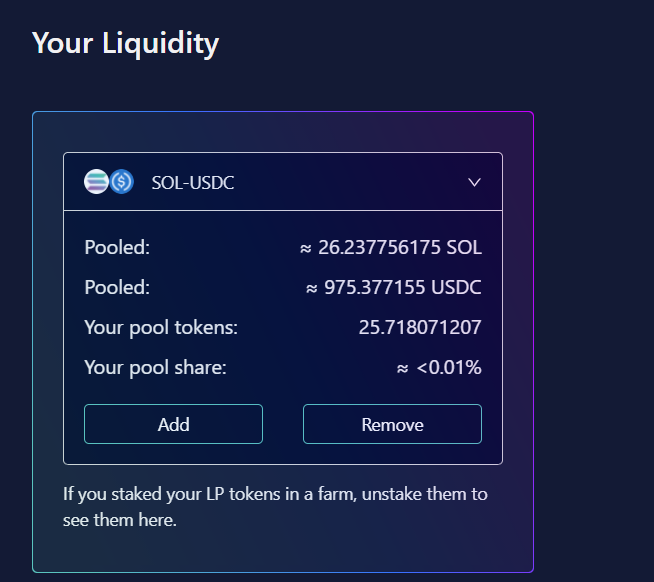 Your Liquidity
SOL-USDC
Pooled: ≈ 26.237756175 SOL
Pooled: ≈ 975.377155 USDC
Your pool tokens: 25.718071207
Your pool share: ≈ <0.01%
Add Remove
If you staked your LP tokens in a farm, unstake them to
see them here.